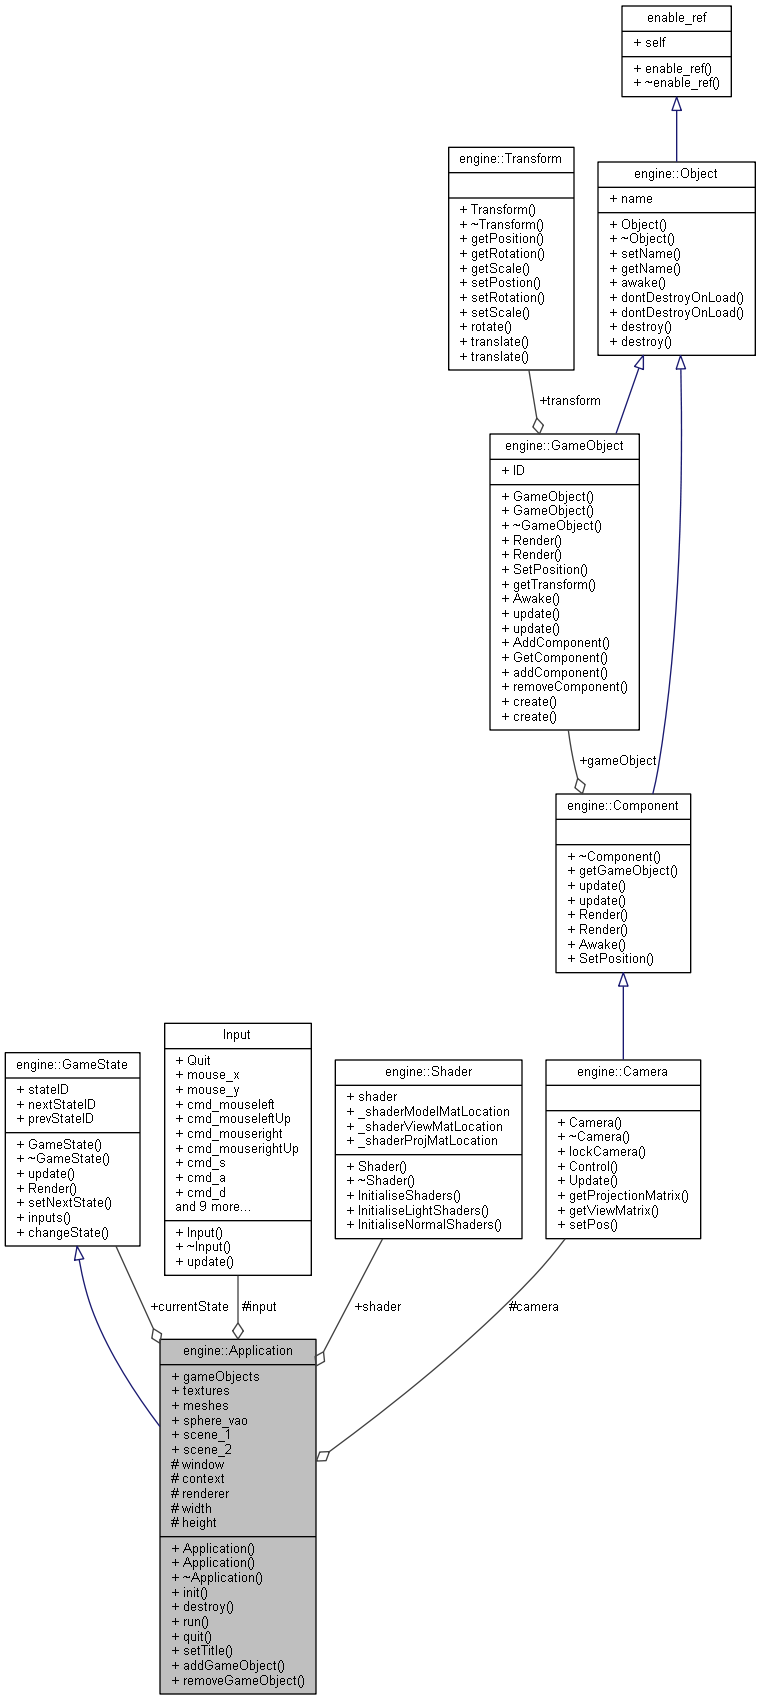 enable_ref
+ self
+ enable_ref()
+ ~enable_ref()
engine::Transform
+ Transform()
+ ~Transform()
+ getPosition()
+ getRotation()
+ getScale()
+ setPostion()
+ setRotation()
+ setScale()
+ rotate()
+ translate()
+ translate()
engine::Object
+ name
+ Object()
+ ~Object()
+ setName()
+ getName()
+ awake()
+ dontDestroyOnLoad()
+ dontDestroyOnLoad()
+ destroy()
+ destroy()
+transform
engine::GameObject
+ ID
+ GameObject()
+ GameObject()
+ ~GameObject()
+ Render()
+ Render()
+ SetPosition()
+ getTransform()
+ Awake()
+ update()
+ update()
+ AddComponent()
+ GetComponent()
+ addComponent()
+ removeComponent()
+ create()
+ create()
+gameObject
engine::Component
+ ~Component()
+ getGameObject()
+ update()
+ update()
+ Render()
+ Render()
+ Awake()
+ SetPosition()
engine::GameState
+ stateID
+ nextStateID
+ prevStateID
+ GameState()
+ ~GameState()
+ update()
+ Render()
+ setNextState()
+ inputs()
+ changeState()
Input
+ Quit
+ mouse_x
+ mouse_y
+ cmd_mouseleft
+ cmd_mouseleftUp
+ cmd_mouseright
+ cmd_mouserightUp
+ cmd_s
+ cmd_a
+ cmd_d
and 9 more...
+ Input()
+ ~Input()
+ update()
engine::Shader
+ shader
+ _shaderModelMatLocation
+ _shaderViewMatLocation
+ _shaderProjMatLocation
+ Shader()
+ ~Shader()
+ InitialiseShaders()
+ InitialiseLightShaders()
+ InitialiseNormalShaders()
engine::Camera
+ Camera()
+ ~Camera()
+ lockCamera()
+ Control()
+ Update()
+ getProjectionMatrix()
+ getViewMatrix()
+ setPos()
+currentState
#input
+shader
#camera
engine::Application
+ gameObjects
+ textures
+ meshes
+ sphere_vao
+ scene_1
+ scene_2
# window
# context
# renderer
# width
# height
+ Application()
+ Application()
+ ~Application()
+ init()
+ destroy()
+ run()
+ quit()
+ setTitle()
+ addGameObject()
+ removeGameObject()